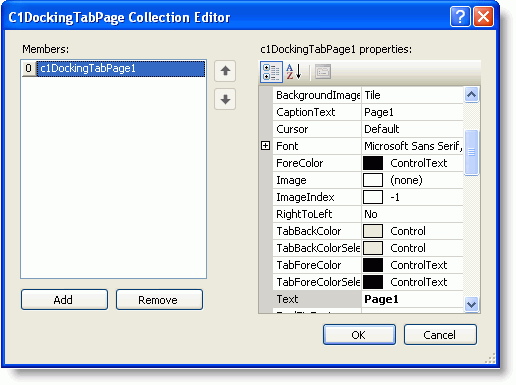 C1DockingTabPage Collection Editor
Members:
0 c1DockingTabPage1
Add
Remove
c1DockingTabPage1 properties:
BackgroundImage Tile
CaptionText Page1
Cursor Default
Font Microsoft Sans Serif,
ForeColor ControlText
Image (none)
ImageIndex -1
RightToLeft No
TabBackColor Control
TabBackColorSele Control
TabForeColor ControlText
TabForeColorSele ControlText
Text Page1
OK
Cancel